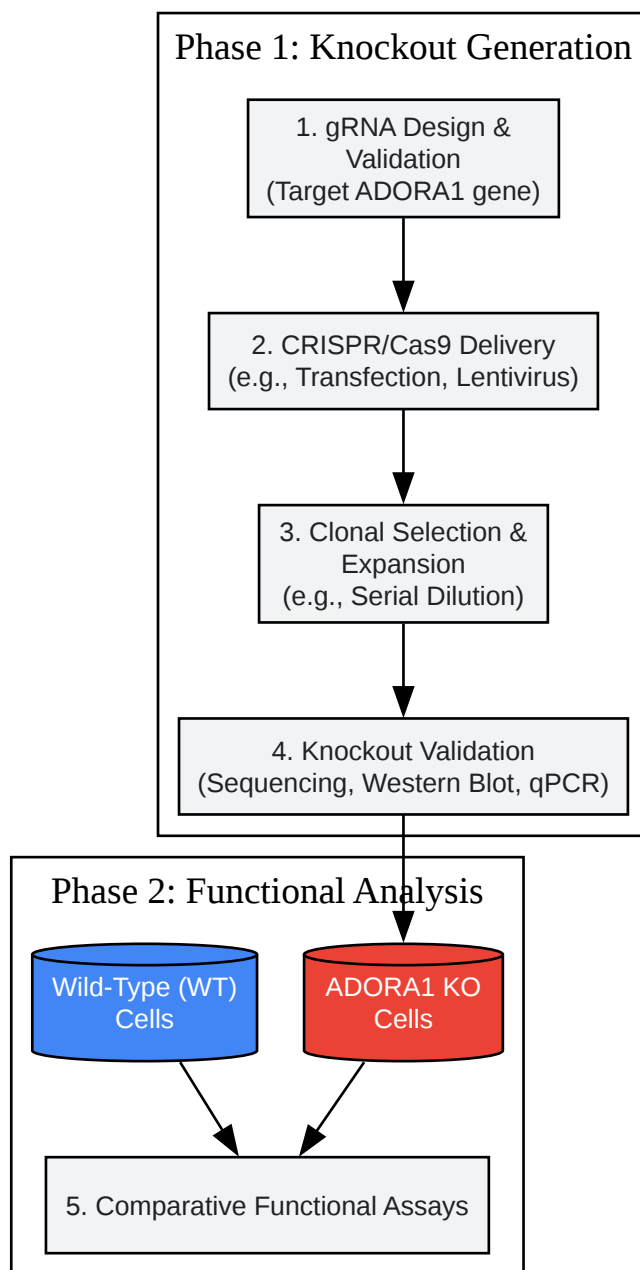 Phase 1: Knockout Generation
1. gRNA Design &
Validation
(Target ADORA1 gene)
2. CRISPR/Cas9 Delivery
(e.g., Transfection, Lentivirus)
3. Clonal Selection &
Expansion
(e.g., Serial Dilution)
4. Knockout Validation
(Sequencing, Western Blot, qPCR)
Phase 2: Functional Analysis
Wild-Type (WT)
Cells
ADORA1 KO
Cells
5. Comparative Functional Assays